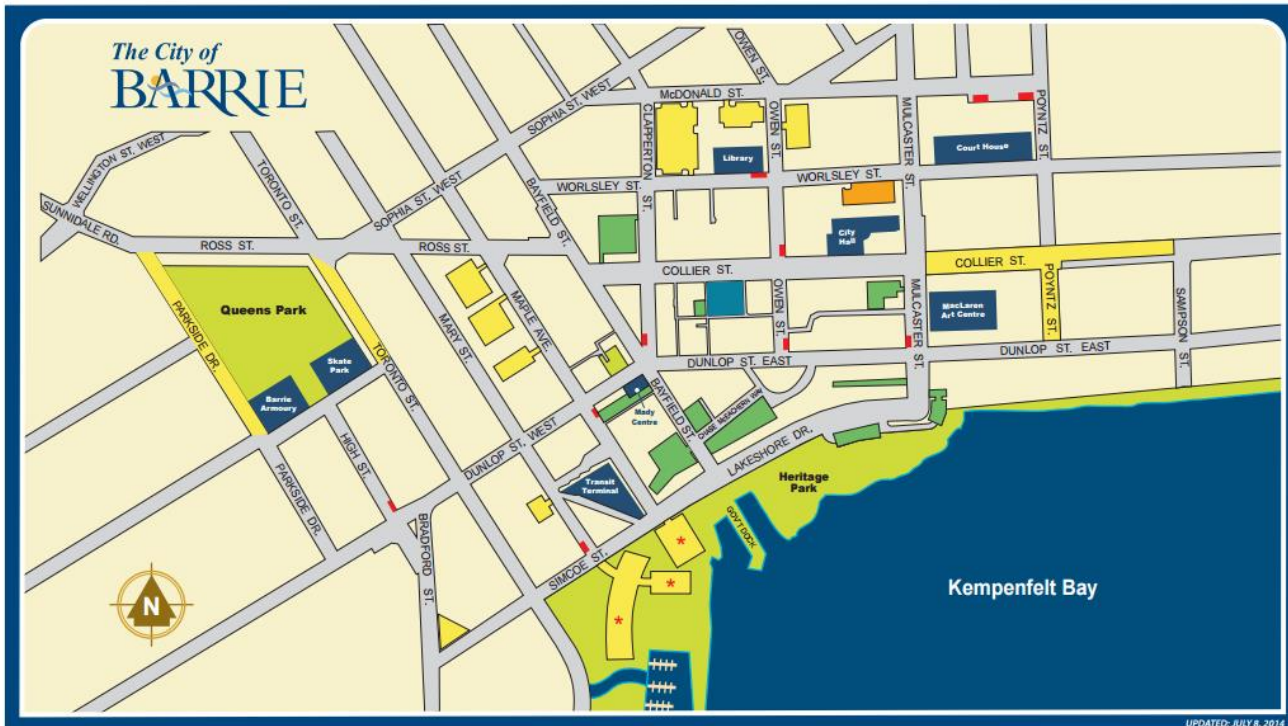 The City of
BARRIE
OWEN ST.
McDONALD ST.
SOPHIA ST. WEST
CLAPPERTON ST.
OWEN ST.
MULCASTER ST.
POYNTZ ST.
WELLINGTON ST. WEST
TORONTO ST.
Library
Court House
SUNNIDALE RD.
SOPHIA ST. WEST
BAYFIELD ST.
WORLSLEY ST.
WORLSLEY ST.
ROSS ST.
ROSS ST.
City
Hall
COLLIER ST.
COLLIER ST.
PARKSIDE DR.
Queens Park
MARY ST.
MAPLE AVE.
OWEN ST.
MULCASTER ST.
MacLaren
Art Centre
POYNTZ ST.
SAMPSON ST.
Skate
Park
TORONTO ST.
DUNLOP ST. EAST
DUNLOP ST. EAST
Barrie
Armoury
BAYFIELD ST.
Mady
Centre
CHASE McEACHERN WAY
HIGH ST.
DUNLOP ST. WEST
LAKESHORE DR.
PARKSIDE DR.
Transit
Terminal
Heritage
Park
BRADFORD ST.
SIMCOE ST.
GOV'T DOCK
*
*
*
N
Kempenfelt Bay
UPDATED: JULY 8, 2014